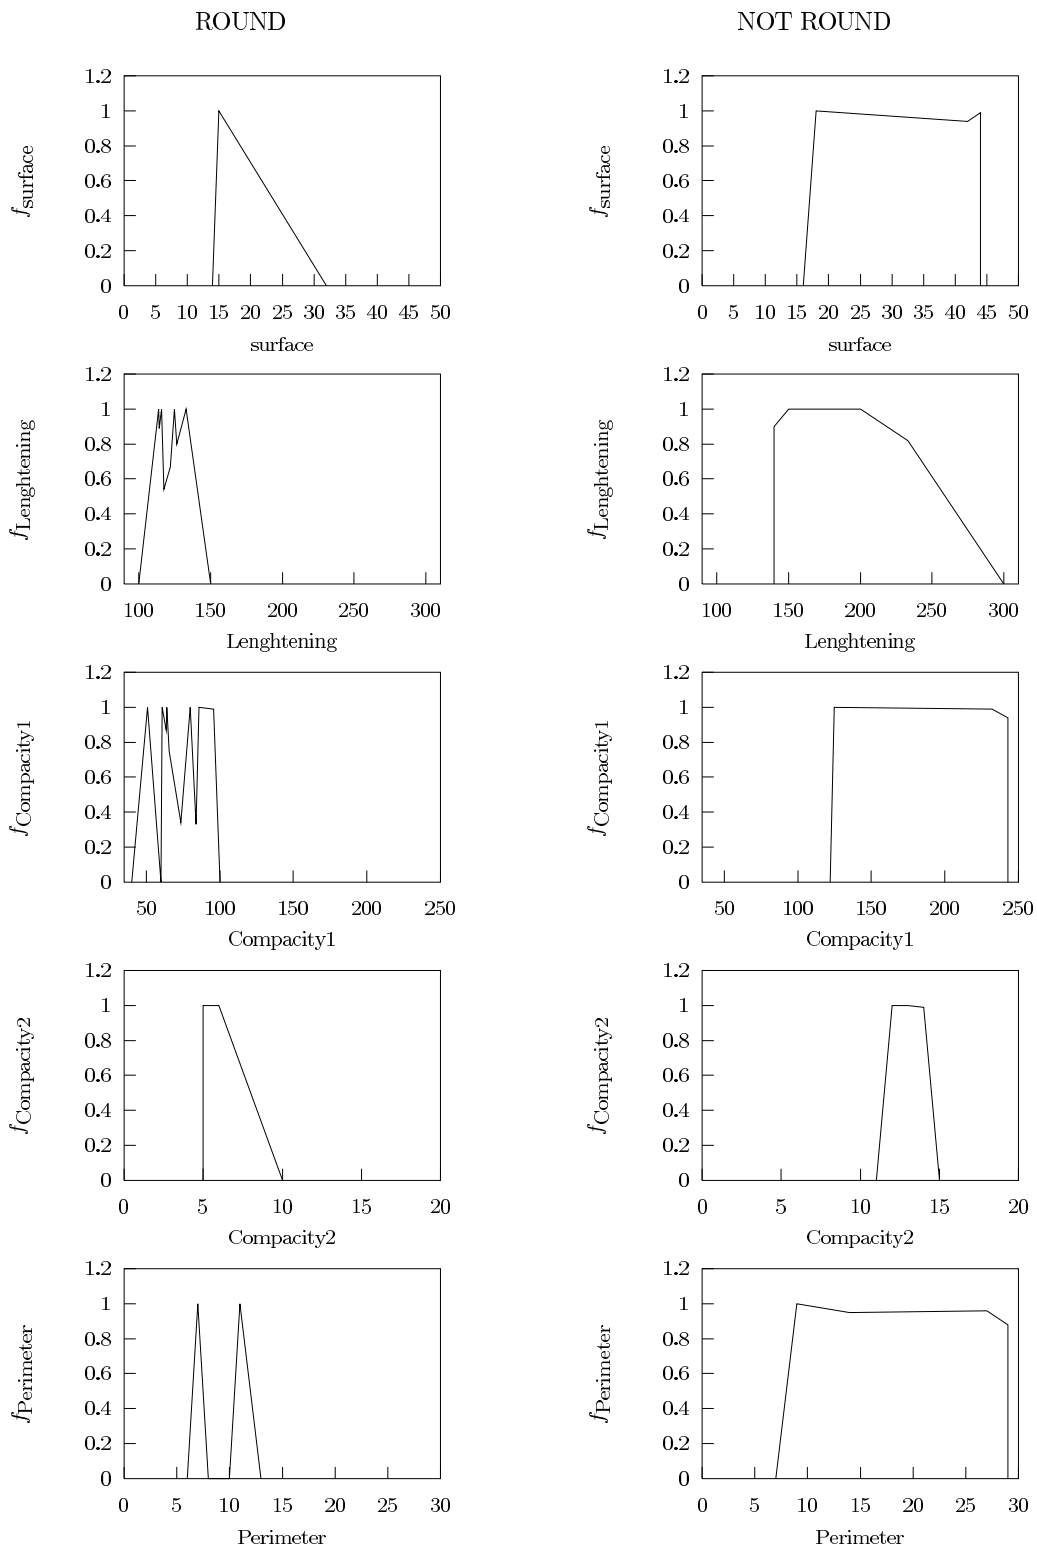 ROUND NOT ROUND
1.2 1.2
1 1
0.8 0.8
0.6 0.6
0.4 0.4
0.2 0.2
0 0
fsurface fsurface
0 5 10 15 20 25 30 35 40 45 50 0 5 10 15 20 25 30 35 40 45 50
surface surface
1.2 1.2
1 1
0.8 0.8
0.6 0.6
0.4 0.4
0.2 0.2
0 0
fLenghtening fLenghtening
100 150 200 250 300 100 150 200 250 300
Lenghtening Lenghtening
1.2 1.2
1 1
0.8 0.8
0.6 0.6
0.4 0.4
0.2 0.2
0 0
fCompacity1 fCompacity1
50 100 150 200 250 50 100 150 200 250
Compacity1 Compacity1
1.2 1.2
1 1
0.8 0.8
0.6 0.6
0.4 0.4
0.2 0.2
0 0
fCompacity2 fCompacity2
0 5 10 15 20 0 5 10 15 20
Compacity2 Compacity2
1.2 1.2
1 1
0.8 0.8
0.6 0.6
0.4 0.4
0.2 0.2
0 0
fPerimeter fPerimeter
0 5 10 15 20 25 30 0 5 10 15 20 25 30
Perimeter Perimeter